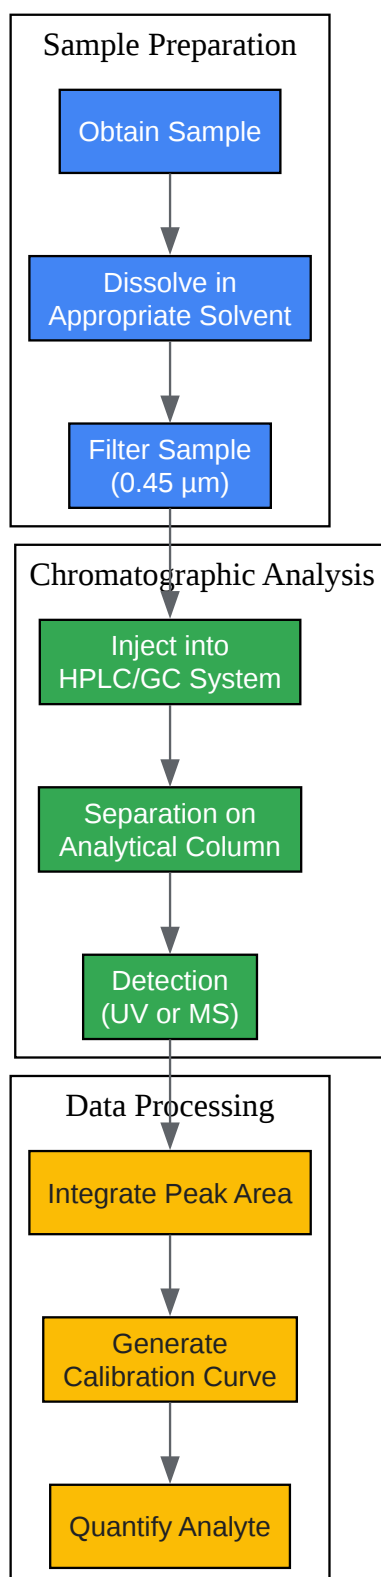 Sample Preparation
Obtain Sample
Dissolve in
Appropriate Solvent
Filter Sample
(0.45 µm)
Chromatographic Analysis
Inject into
HPLC/GC System
Separation on
Analytical Column
Detection
(UV or MS)
Data Processing
Integrate Peak Area
Generate
Calibration Curve
Quantify Analyte